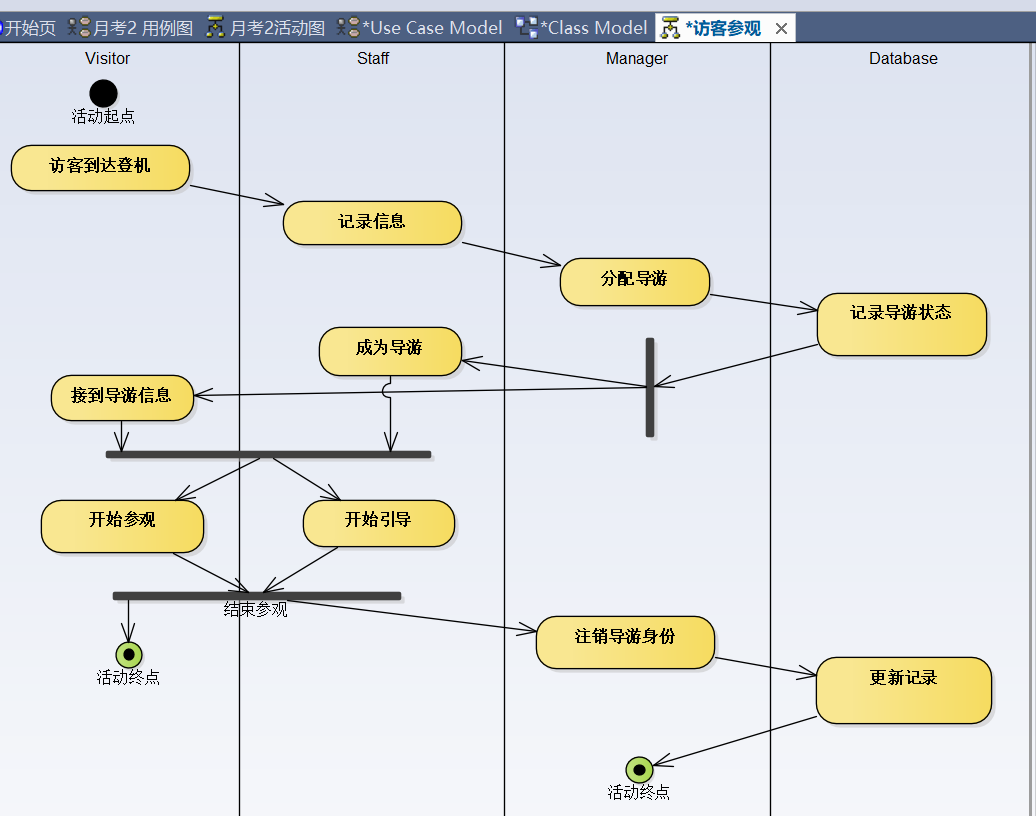 开始页 月考2 用例图 月考2活动图 *Use Case Model *Class Model *访客参观
Visitor Staff Manager Database
活动起点
访客到达登机
记录信息
分配导游
记录导游状态
成为导游
接到导游信息
开始参观 开始引导
结束参观
注销导游身份
活动终点
更新记录
活动终点